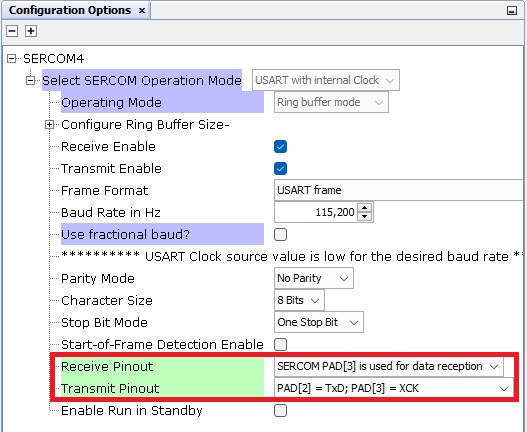 Configuration Options
SERCOM4
Select SERCOM Operation Mode USART with internal Clock
Operating Mode Ring buffer mode
Configure Ring Buffer Size-
Receive Enable
Transmit Enable
Frame Format USART frame
Baud Rate in Hz 115,200
Use fractional baud?
********** USART Clock source value is low for the desired baud rate **
Parity Mode No Parity
Character Size 8 Bits
Stop Bit Mode One Stop Bit
Start-of-Frame Detection Enable
Receive Pinout SERCOM PAD[3] is used for data reception
Transmit Pinout PAD[2] = TxD; PAD[3] = XCK
Enable Run in Standby